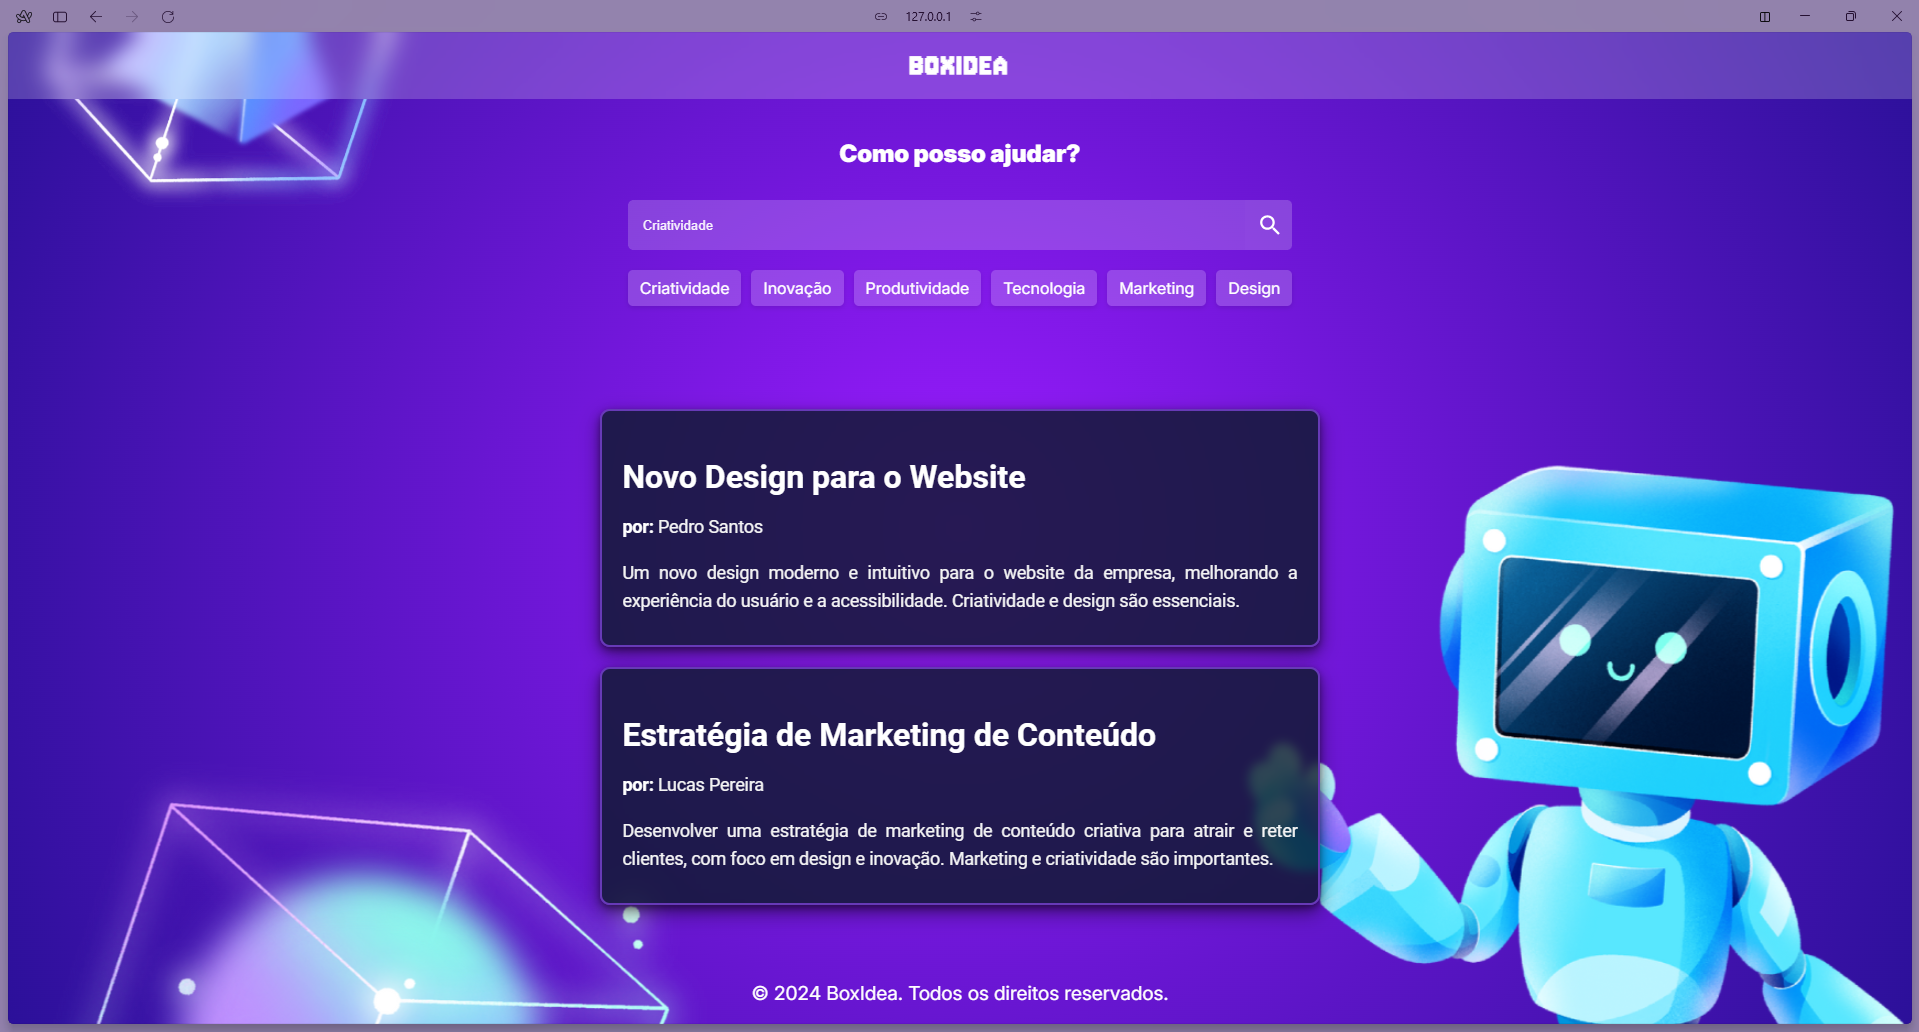 127.0.0.1
BOXIDEA
Como posso ajudar?
Criatividade
Criatividade Inovação Produtividade Tecnologia Marketing Design
Novo Design para o Website
por: Pedro Santos
Um novo design moderno e intuitivo para o website da empresa, melhorando a
experiência do usuário e a acessibilidade. Criatividade e design são essenciais.
Estratégia de Marketing de Conteúdo
por: Lucas Pereira
Desenvolver uma estratégia de marketing de conteúdo criativa para atrair e reter
clientes, com foco em design e inovação. Marketing e criatividade são importantes.
© 2024 BoxIdea. Todos os direitos reservados.